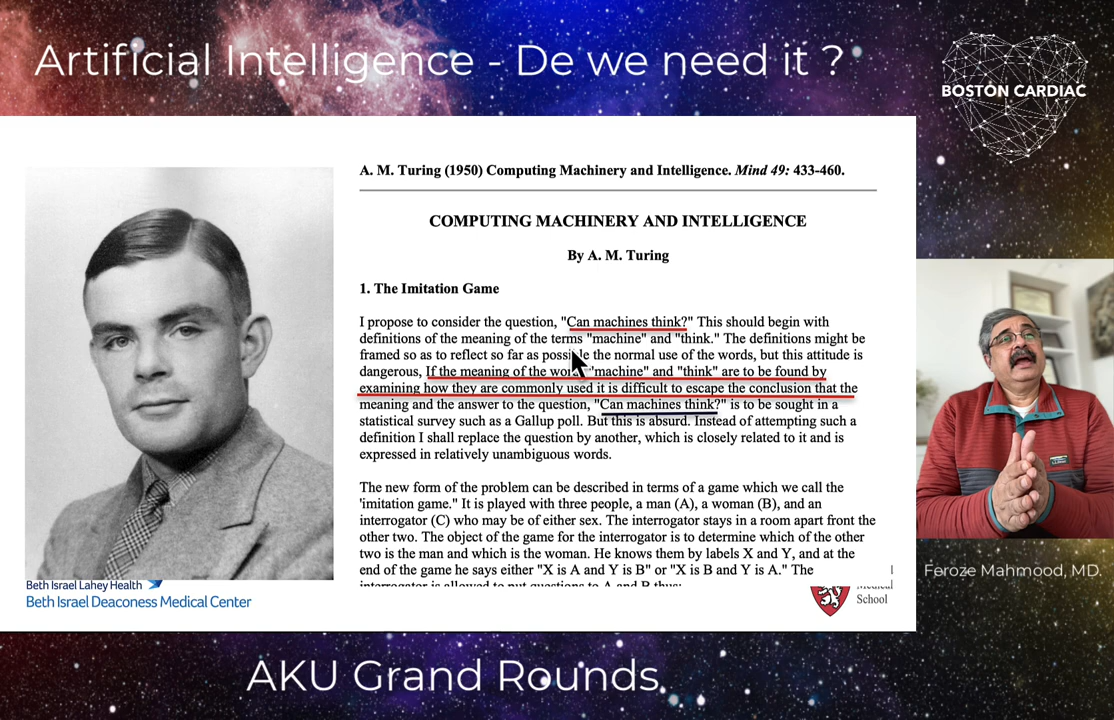 Artificial Intelligence - De we need it ?
BOSTON CARDIAC
A. M. Turing (1950) Computing Machinery and Intelligence. Mind 49: 433-460.
COMPUTING MACHINERY AND INTELLIGENCE
By A. M. Turing
1. The Imitation Game
I propose to consider the question, "Can machines think?" This should begin with
definitions of the meaning of the terms "machine" and "think." The definitions might be
framed so as to reflect so far as possible the normal use of the words, but this attitude is
dangerous, If the meaning of the words "machine" and "think" are to be found by
examining how they are commonly used it is difficult to escape the conclusion that the
meaning and the answer to the question, "Can machines think?" is to be sought in a
statistical survey such as a Gallup poll. But this is absurd. Instead of attempting such a
definition I shall replace the question by another, which is closely related to it and is
expressed in relatively unambiguous words.
The new form of the problem can be described in terms of a game which we call the
'imitation game." It is played with three people, a man (A), a woman (B), and an
interrogator (C) who may be of either sex. The interrogator stays in a room apart front the
other two. The object of the game for the interrogator is to determine which of the other
two is the man and which is the woman. He knows them by labels X and Y, and at the
end of the game he says either "X is A and Y is B" or "X is B and Y is A." The
interrogator is allowed to put questions to A and B thus:
Beth Israel Lahey Health
Beth Israel Deaconess Medical Center
Medical
School
Feroze Mahmood, MD.
AKU Grand Rounds